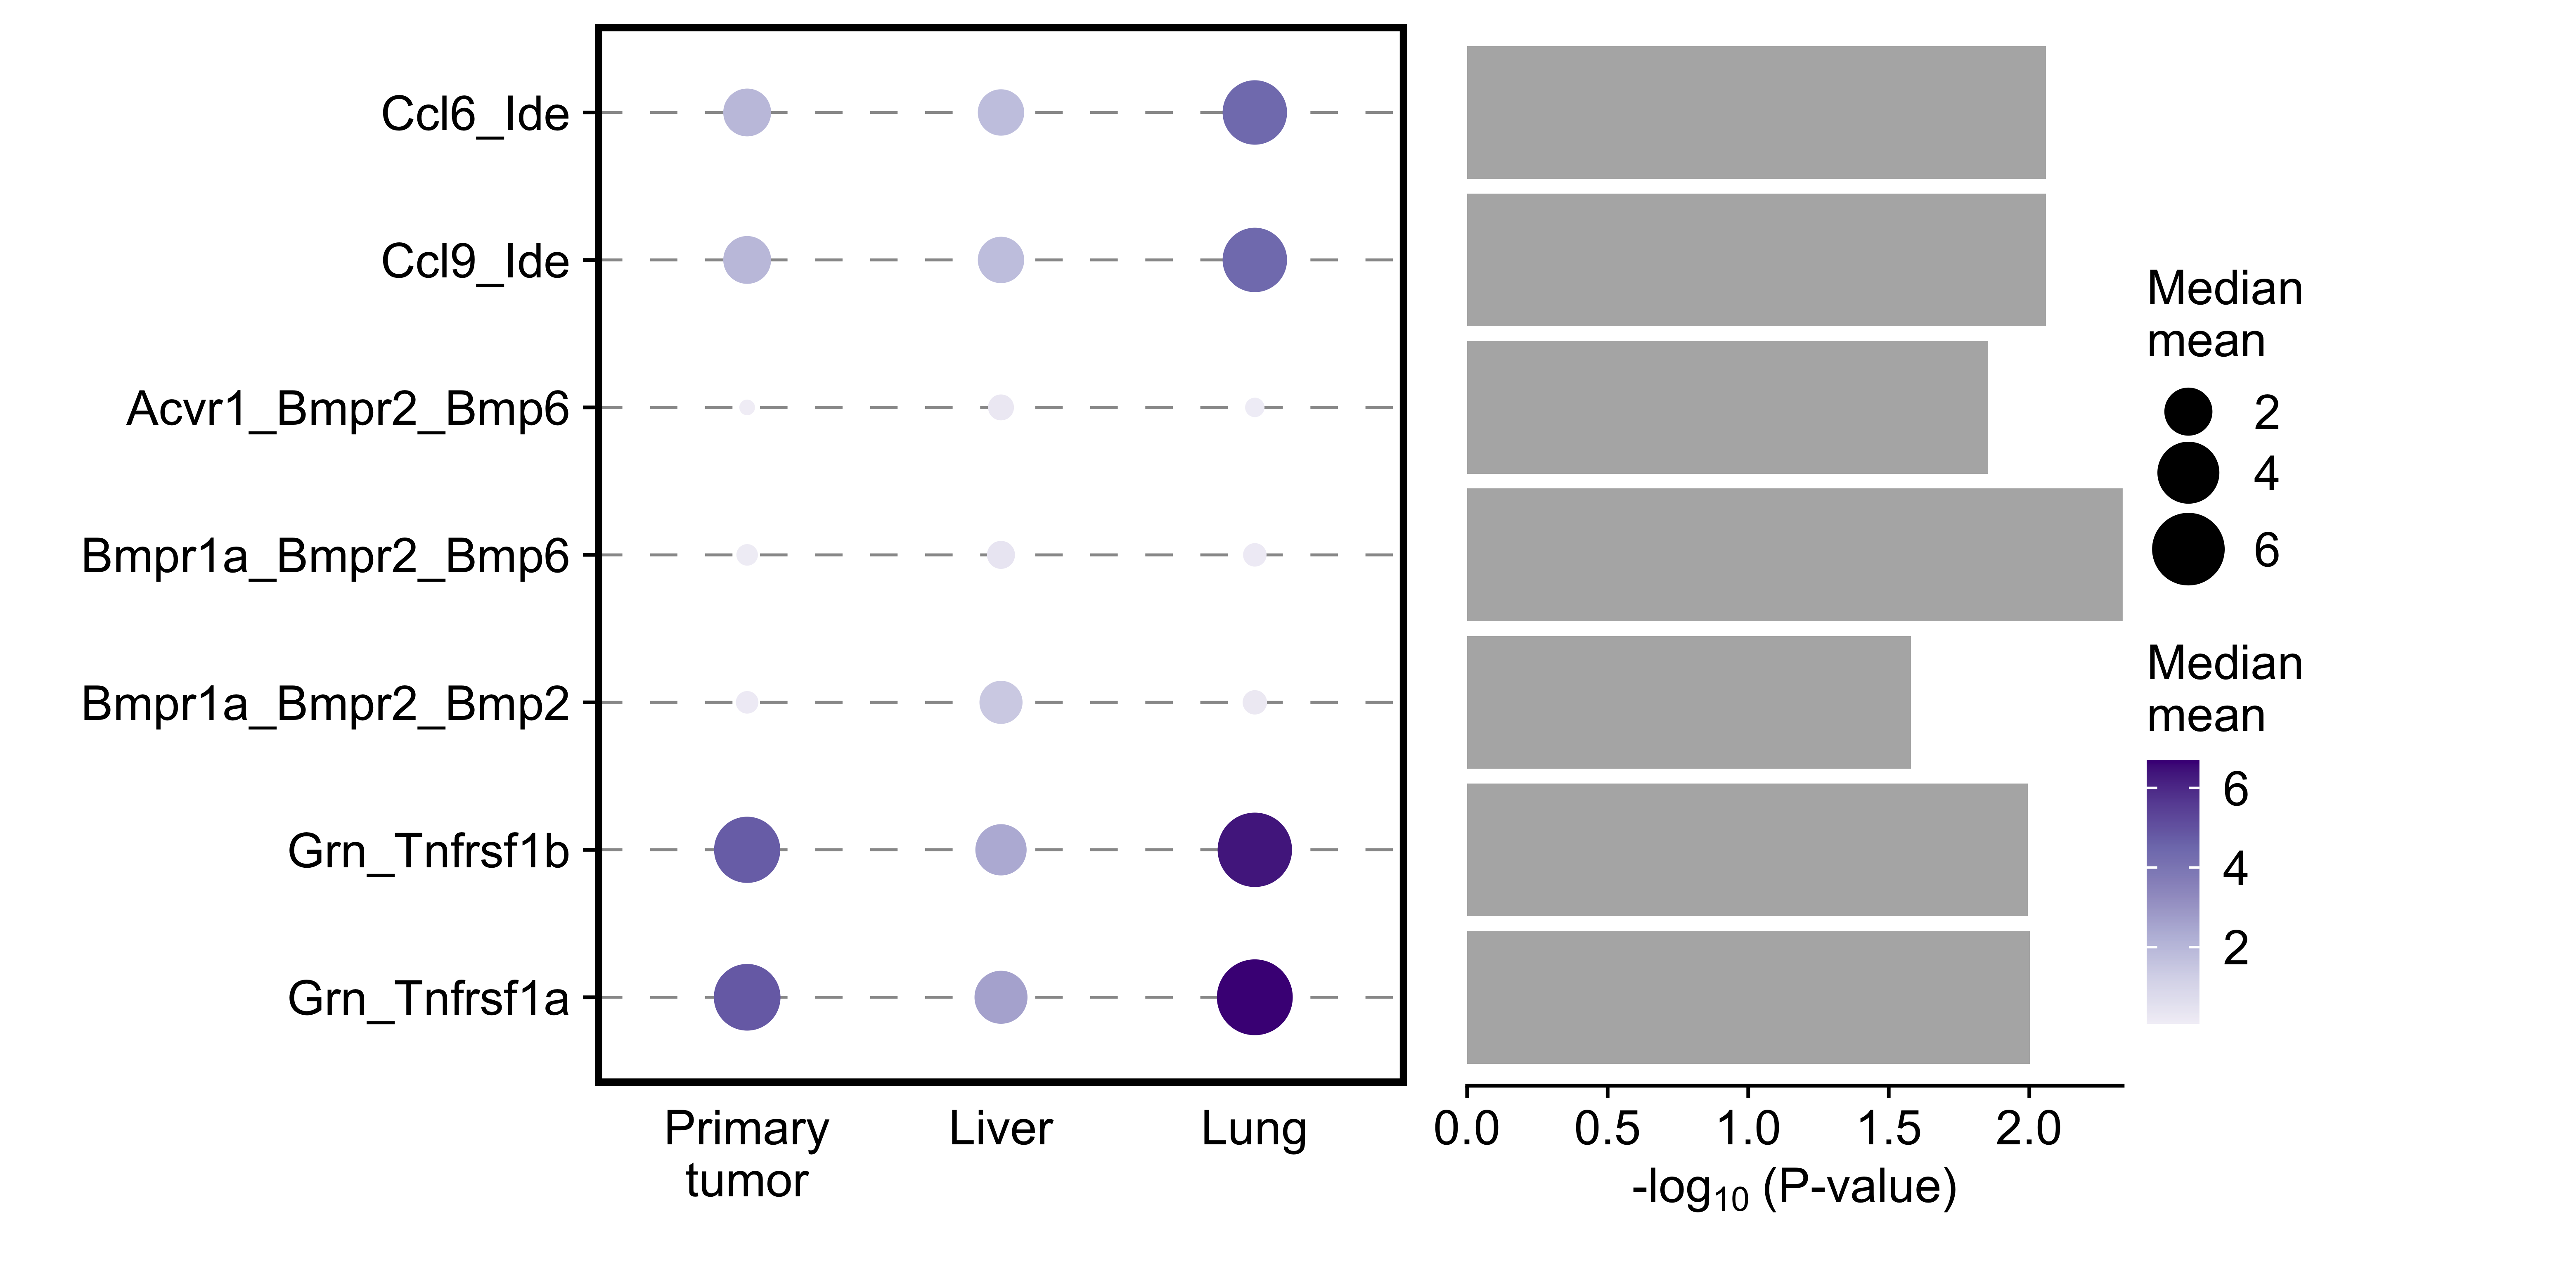 Ccl6_Ide
Ccl9_Ide
Acvr1_Bmpr2_Bmp6
Bmpr1a_Bmpr2_Bmp6
Bmpr1a_Bmpr2_Bmp2
Grn_Tnfrsf1b
Grn_Tnfrsf1a
Primary
tumor
Liver
Lung
0.0 0.5 1.0 1.5 2.0
-log10 (P-value)
Median
mean
2
4
6
Median
mean
6
4
2